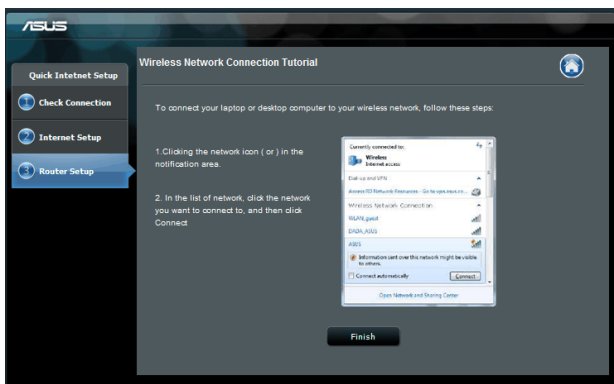 ASUS
Quick Intetnet Setup
1 Check Connection
2 Internet Setup
3 Router Setup
Wireless Network Connection Tutorial
To connect your laptop or desktop computer to your wireless network, follow these steps:
1.Clicking the network icon ( or ) in the
notification area.
2. In the list of network, click the network
you want to connect to, and then click
Connect
Currently connected to:
Wireless
Internet access
Dial-up and VPN
Wireless Network Connection
WLAN_guest
DADA_ASUS
ASUS
Information sent over this network might be visible
to others.
Connect automatically
Connect
Open Network and Sharing Center
Finish